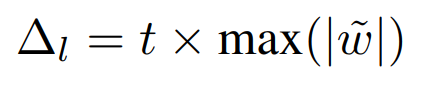 Δ_l = t × max(|w̃|)